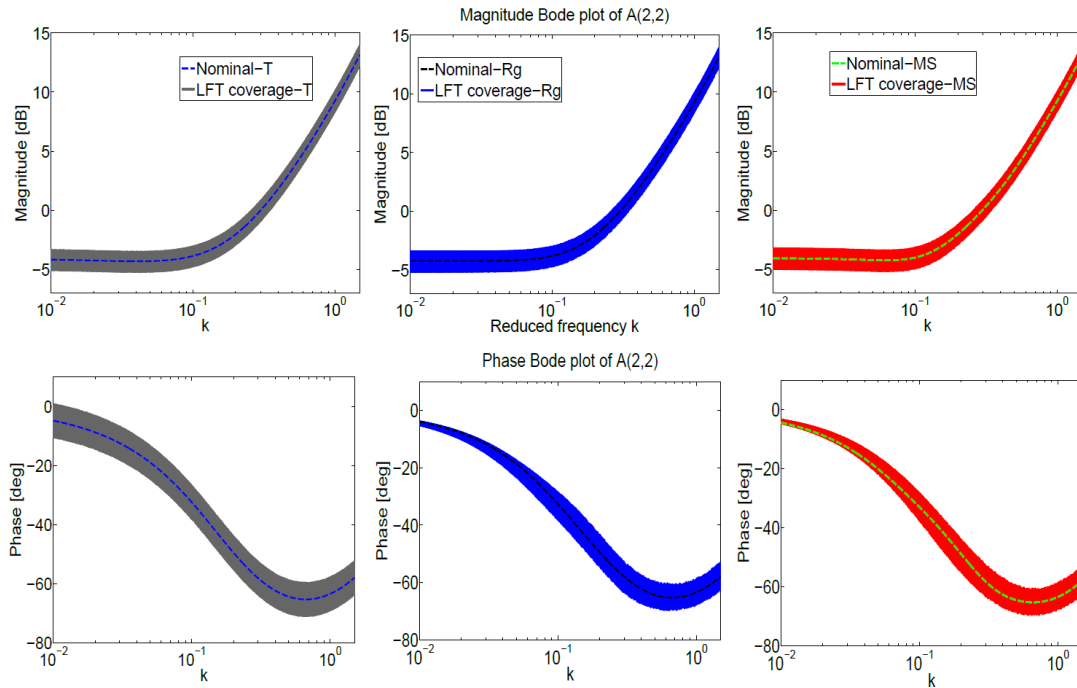 Magnitude Bode plot of A(2,2)
15
10
5
0
−5
Magnitude [dB]
Nominal−T
LFT coverage−T
10^−2
10^−1
10^0
k
15
10
5
0
−5
Magnitude [dB]
Nominal−Rg
LFT coverage−Rg
10^−2
10^−1
10^0
Reduced frequency k
15
10
5
0
−5
Magnitude [dB]
Nominal−MS
LFT coverage−MS
10^−2
10^−1
10^0
k
Phase Bode plot of A(2,2)
0
−20
−40
−60
−80
Phase [deg]
10^−2
10^−1
10^0
k
0
−20
−40
−60
−80
Phase [deg]
10^−2
10^−1
10^0
k
0
−20
−40
−60
−80
Phase [deg]
10^−2
10^−1
10^0
k